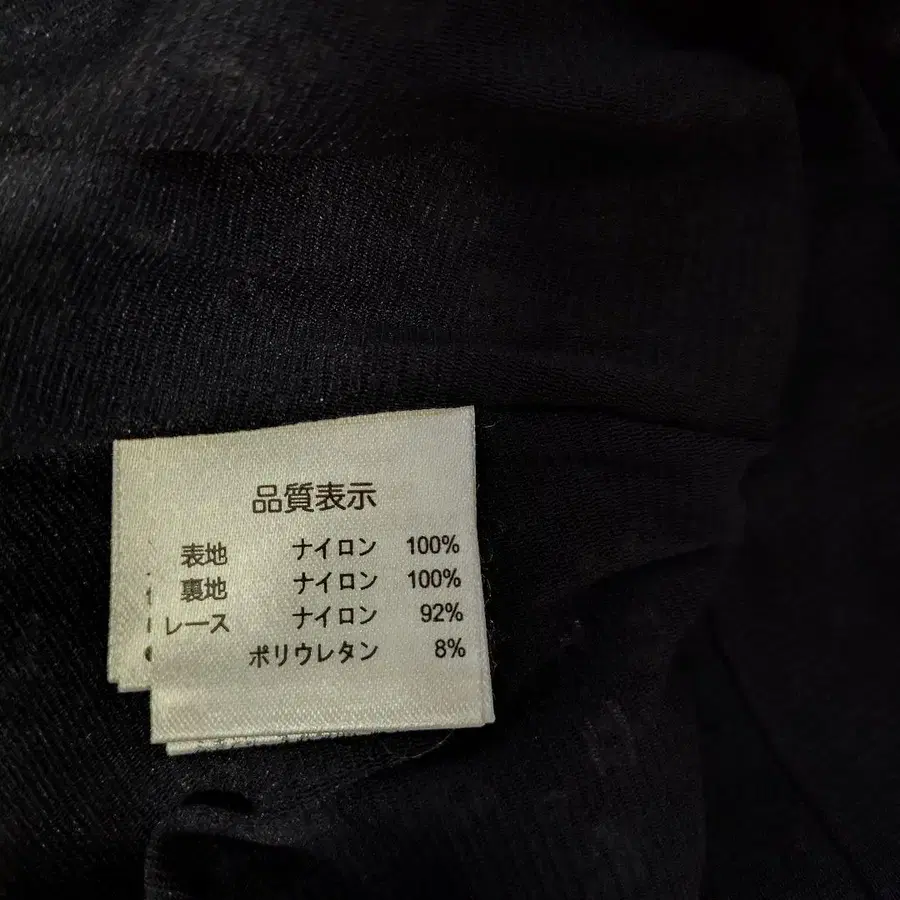 品質表示
表地 ナイロン 100%
裏地 ナイロン 100%
レース ナイロン 92%
ポリウレタン 8%